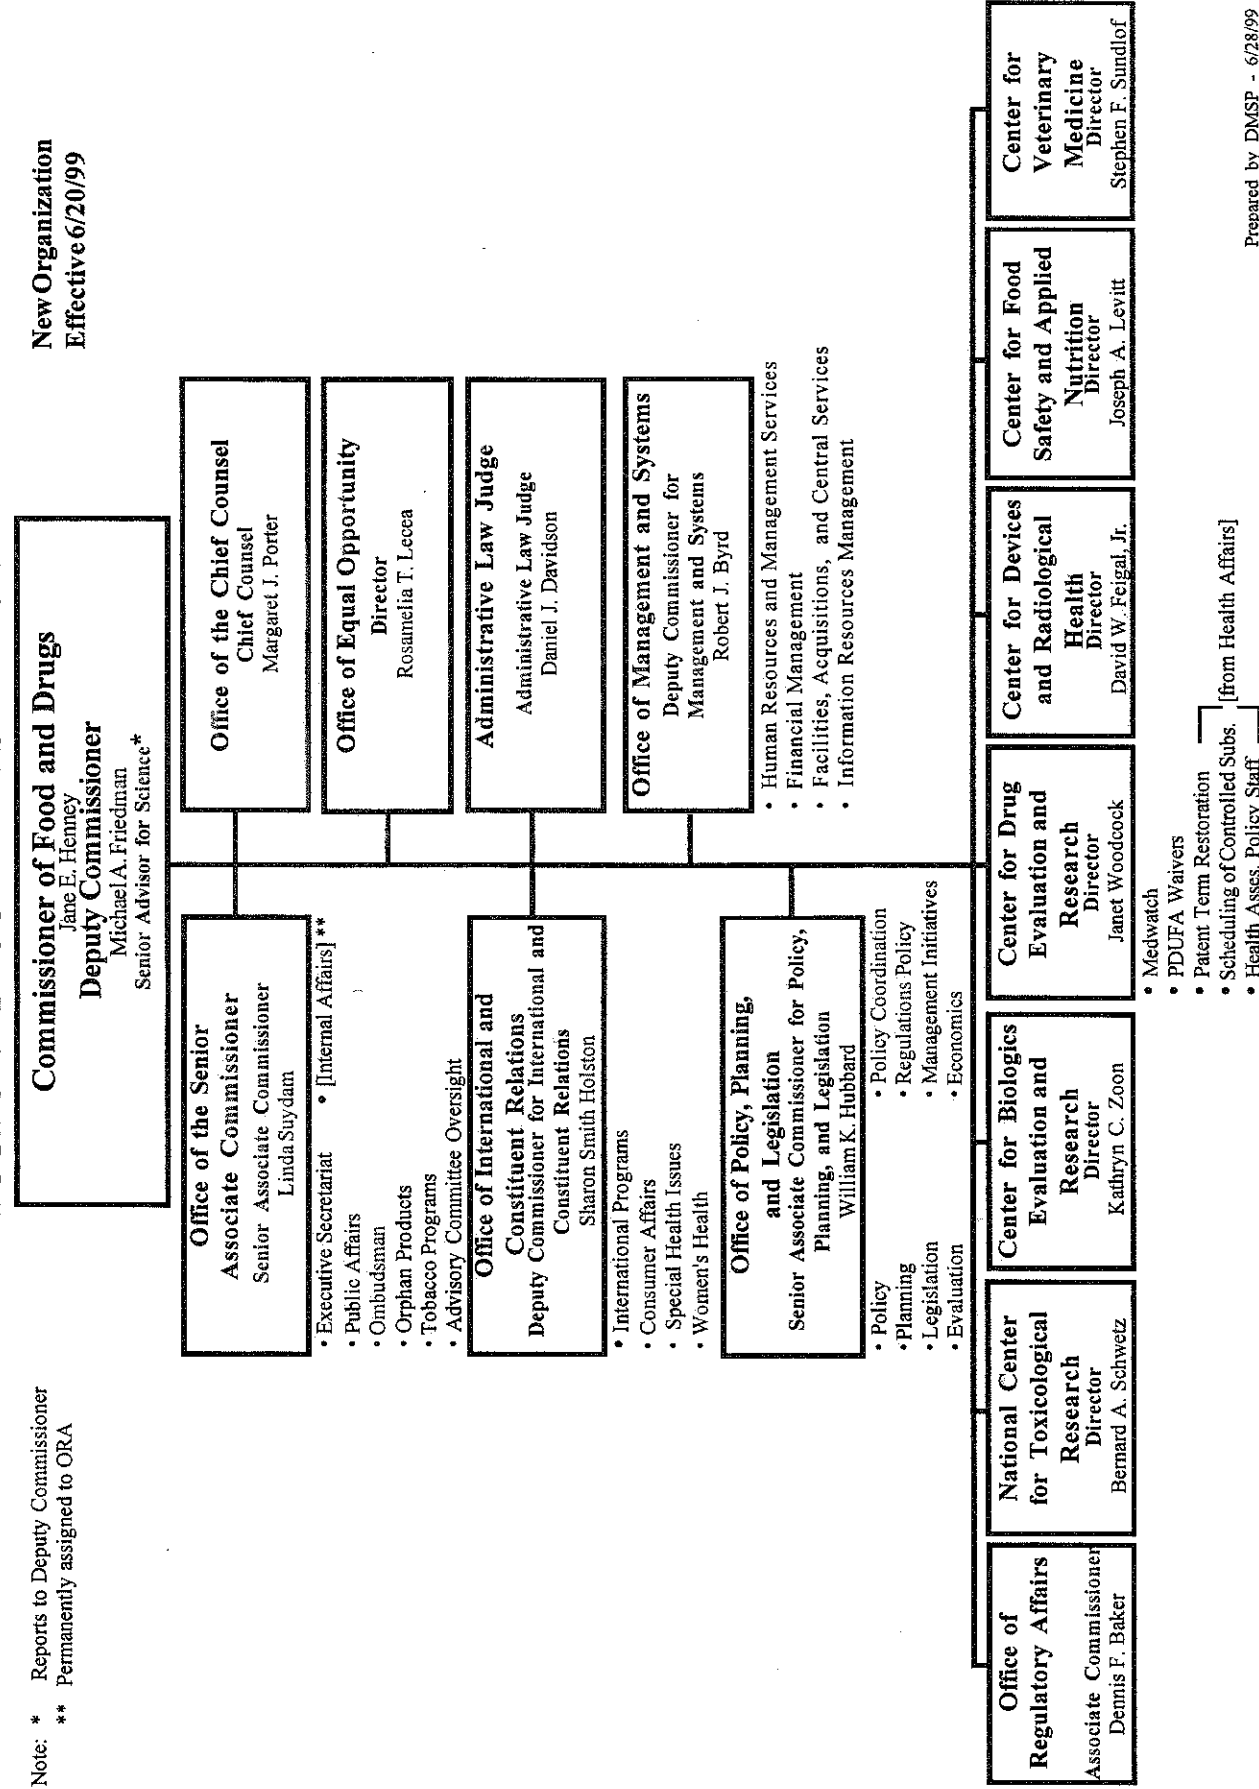 Note: * Reports to Deputy Commissioner
** Permanently assigned to ORA
New Organization
Effective 6/20/99
Commissioner of Food and Drugs
Jane E. Henney
Deputy Commissioner
Michael A. Friedman
Senior Advisor for Science*
Office of the Senior
Associate Commissioner
Senior Associate Commissioner
Linda Suydam
• Executive Secretariat • [Internal Affairs] **
• Public Affairs
• Ombudsman
• Orphan Products
• Tobacco Programs
• Advisory Committee Oversight
Office of the Chief Counsel
Chief Counsel
Margaret J. Porter
Office of Equal Opportunity
Director
Rosamelia T. Lecea
Office of International and
Constituent Relations
Deputy Commissioner for International and
Constituent Relations
Sharon Smith Holston
• International Programs
• Consumer Affairs
• Special Health Issues
• Women's Health
Administrative Law Judge
Administrative Law Judge
Daniel J. Davidson
Office of Management and Systems
Deputy Commissioner for
Management and Systems
Robert J. Byrd
• Human Resources and Management Services
• Financial Management
• Facilities, Acquisitions, and Central Services
• Information Resources Management
Office of Policy, Planning,
and Legislation
Senior Associate Commissioner for Policy,
Planning, and Legislation
William K. Hubbard
• Policy • Policy Coordination
• Planning • Regulations Policy
• Legislation • Management Initiatives
• Evaluation • Economics
Office of
Regulatory Affairs
Associate Commissioner
Dennis F. Baker
National Center
for Toxicological
Research
Director
Bernard A. Schwetz
Center for Biologics
Evaluation and
Research
Director
Kathryn C. Zoon
Center for Drug
Evaluation and
Research
Director
Janet Woodcock
• Medwatch
• PDUFA Waivers
• Patent Term Restoration
• Scheduling of Controlled Subs. [from Health Affairs]
• Health Asses. Policy Staff
Center for Devices
and Radiological
Health
Director
David W. Feigal, Jr.
Center for Food
Safety and Applied
Nutrition
Director
Joseph A. Levitt
Center for
Veterinary
Medicine
Director
Stephen F. Sundlof
Prepared by DMSP - 6/28/99